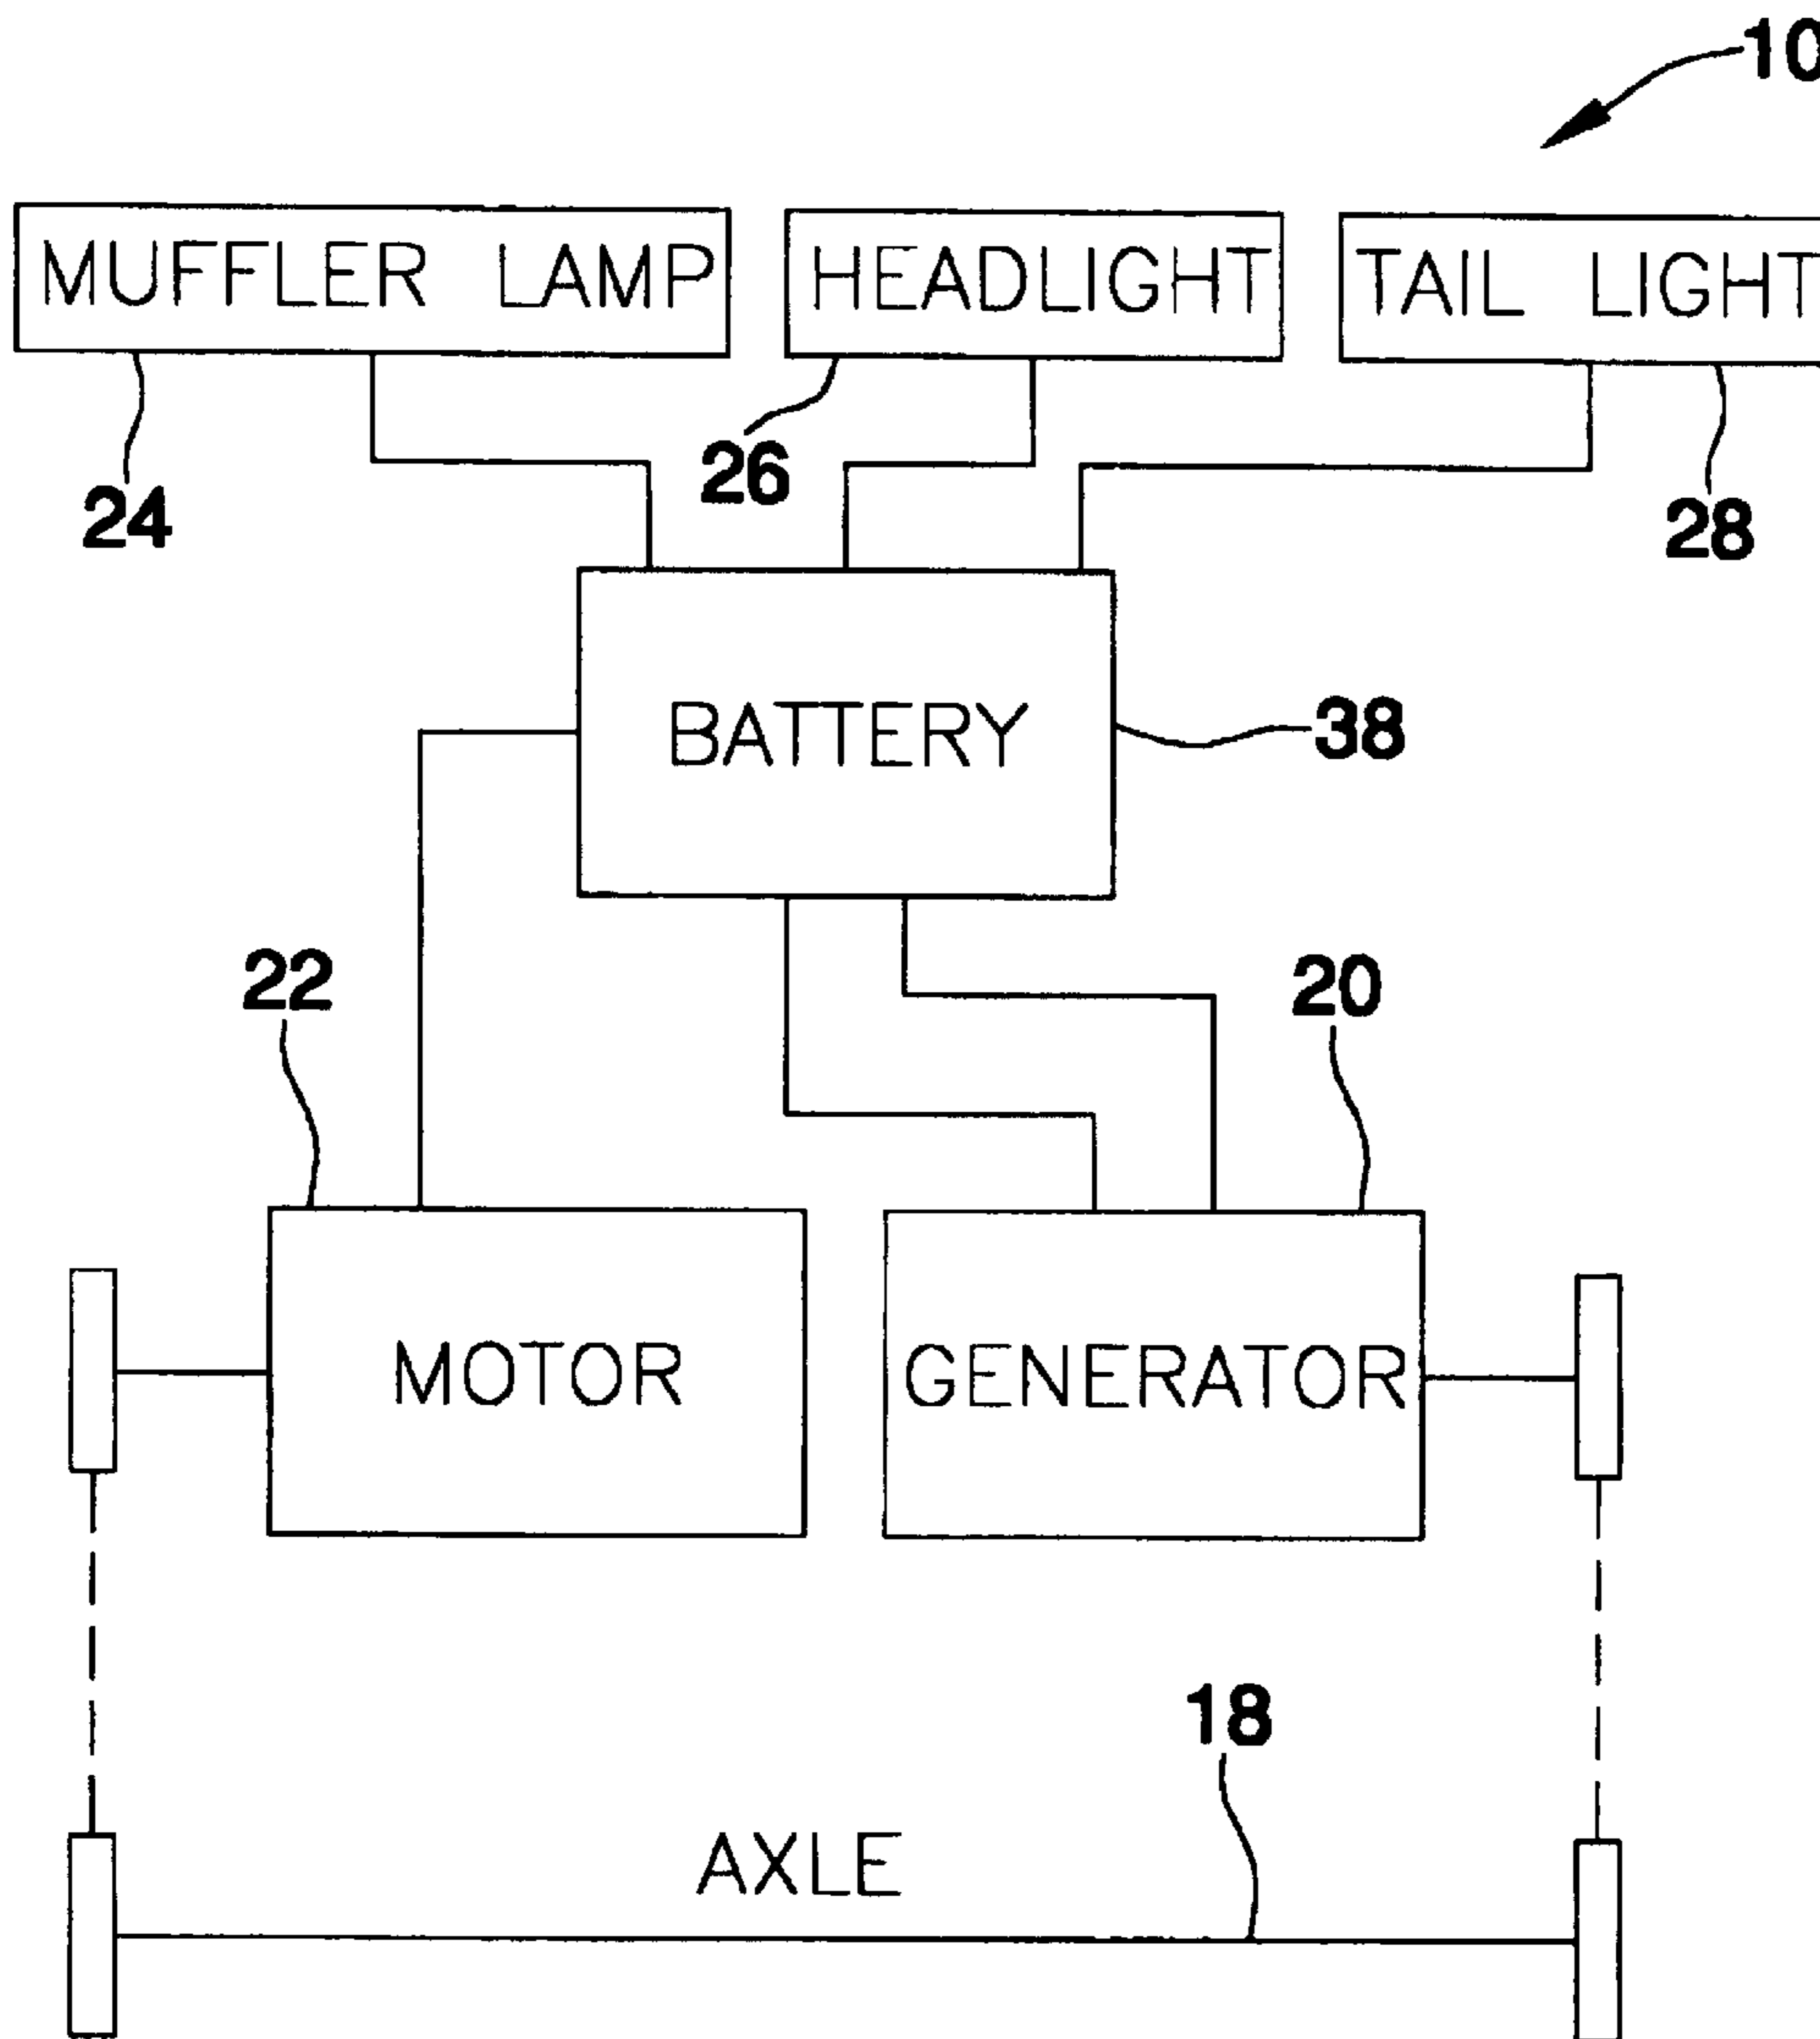 10
MUFFLER LAMP
HEADLIGHT
TAIL LIGHT
24
26
28
BATTERY
38
22
20
MOTOR
GENERATOR
18
AXLE